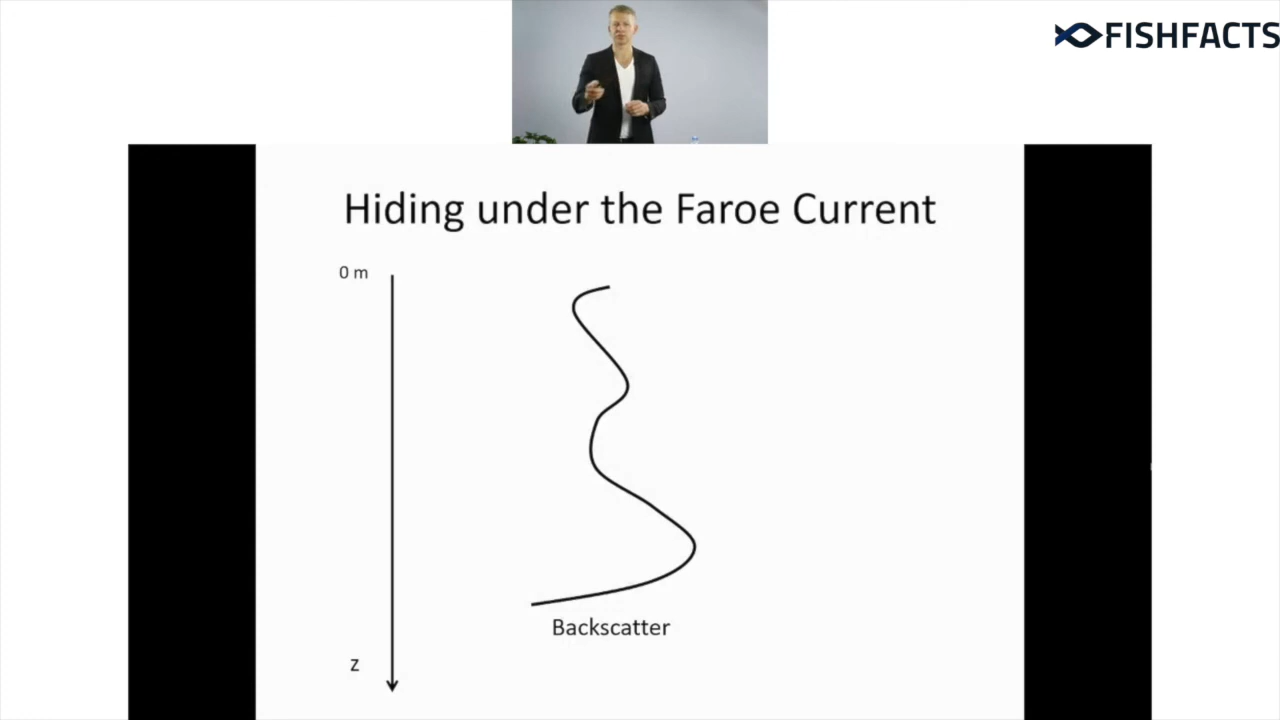 FISHFACTS
Hiding under the Faroe Current
0 m
Backscatter
z